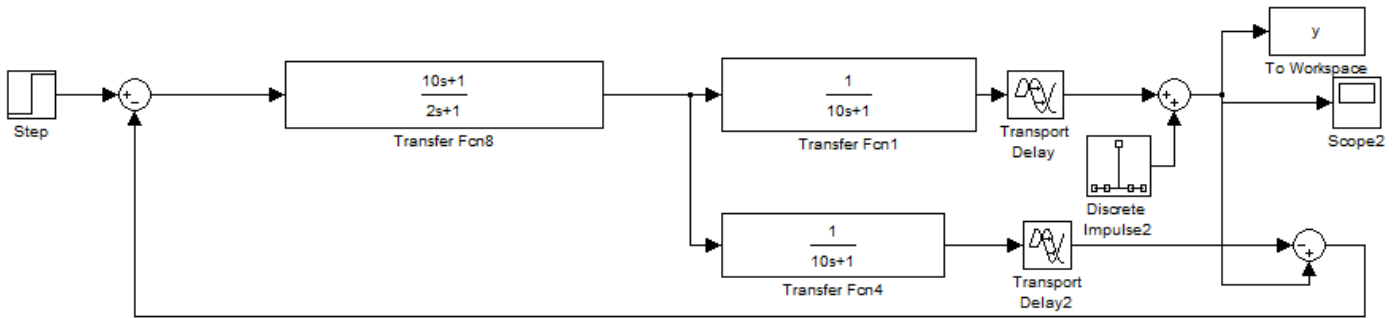 Step
10s+1
2s+1
Transfer Fcn8
1
10s+1
Transfer Fcn1
Transport
Delay
y
To Workspace
Scope2
Discrete
Impulse2
1
10s+1
Transfer Fcn4
Transport
Delay2